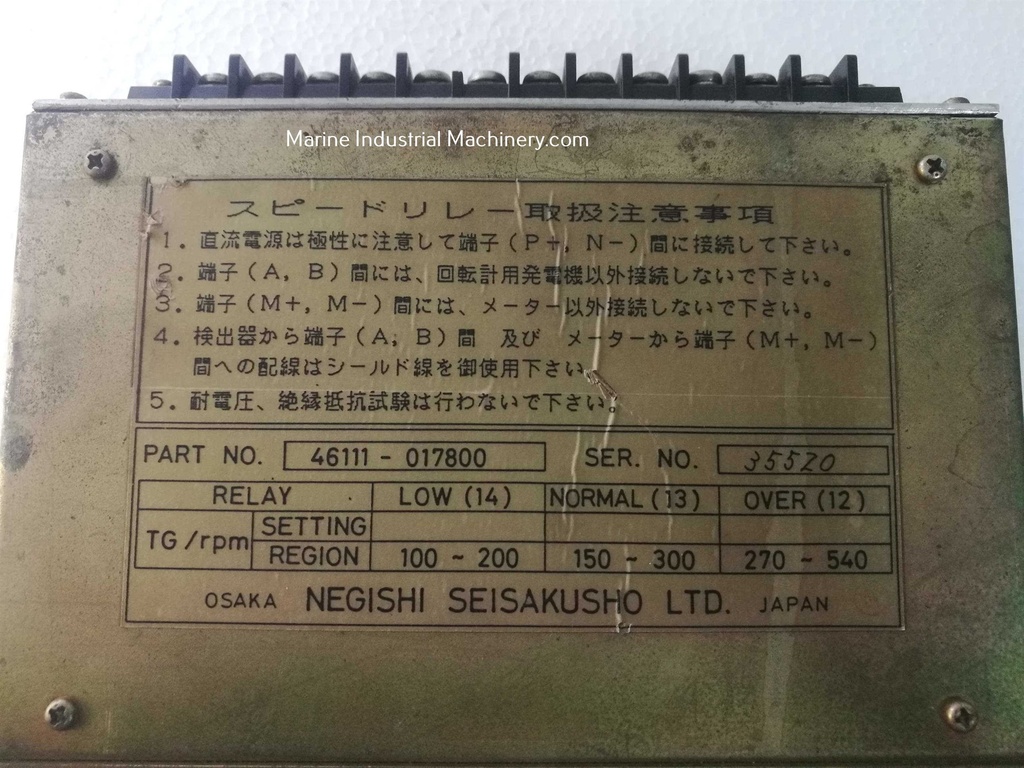 Marine Industrial Machinery.com
スピードリレー取扱注意事項
1. 直流電源は極性に注意して端子(P+, N-)間に接続して下さい。
2. 端子(A, B)間には、回転計用発電機以外接続しないで下さい。
3. 端子(M+, M-)間には、メーター以外接続しないで下さい。
4. 検出器から端子(A, B)間 及び メーターから端子(M+, M-)
間への配線はシールド線を御使用下さい。
5. 耐電圧、絶縁抵抗試験は行わないで下さい。
PART NO. 46111-017800 SER. NO. 35520
RELAY LOW (14) NORMAL (13) OVER (12)
TG/rpm SETTING
REGION 100 ~ 200 150 ~ 300 270 ~ 540
OSAKA NEGISHI SEISAKUSHO LTD. JAPAN